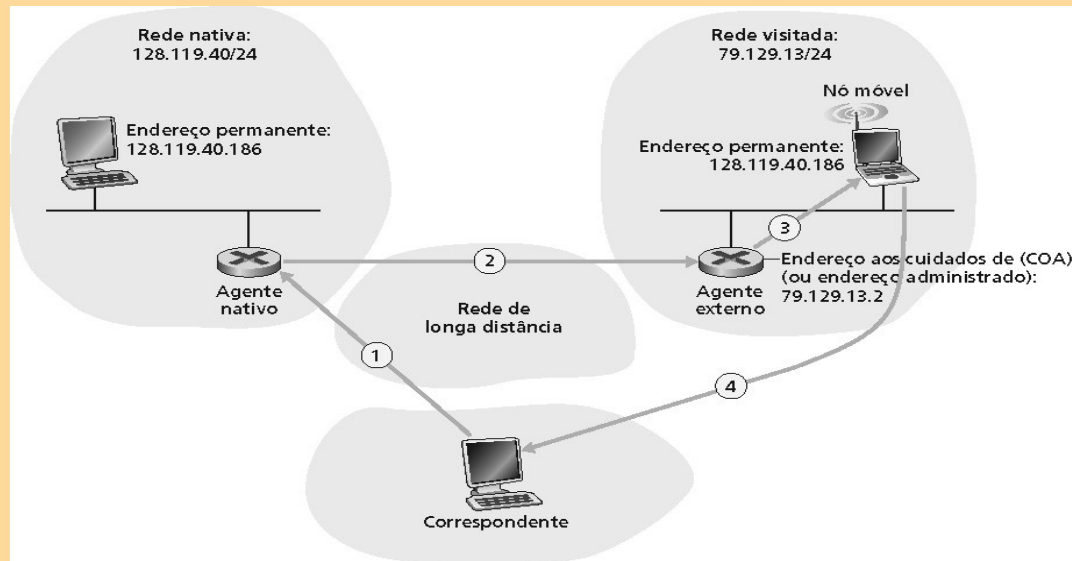 Rede nativa:
128.119.40/24
Endereço permanente:
128.119.40.186
Agente
nativo
Rede visitada:
79.129.13/24
Nó móvel
Endereço permanente:
128.119.40.186
3
Endereço aos cuidados de (COA)
(ou endereço administrado):
79.129.13.2
Agente
externo
2
Rede de
longa distância
1
4
Correspondente